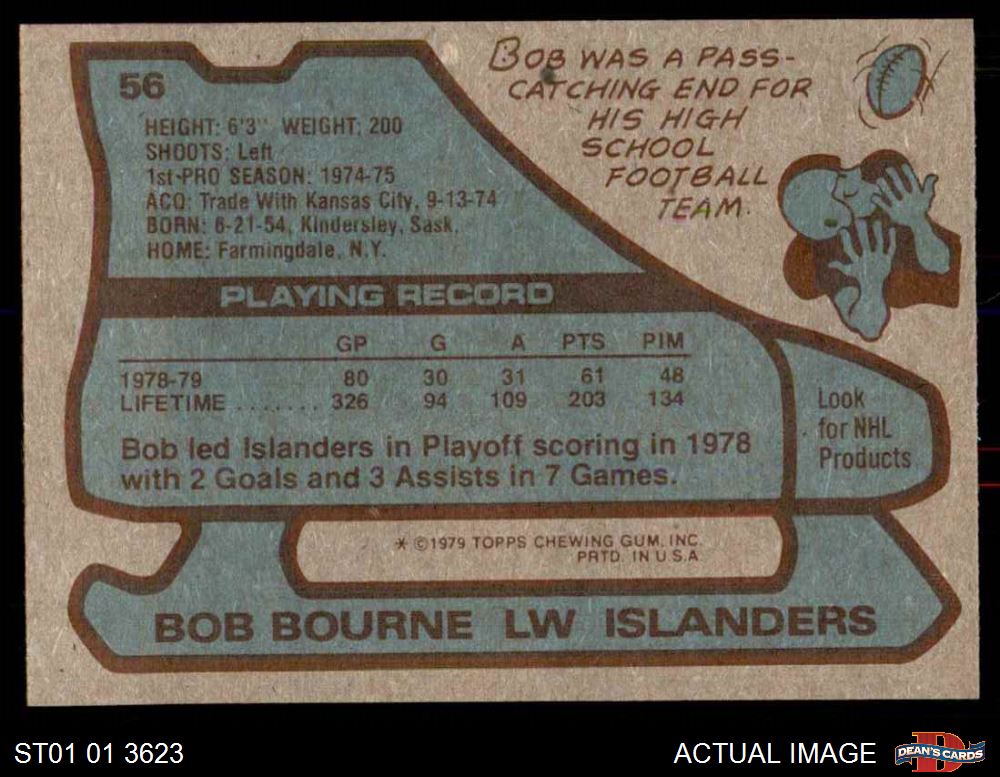 56
HEIGHT: 6'3" WEIGHT: 200
SHOOTS: Left
1st-PRO SEASON: 1974-75
ACQ: Trade With Kansas City, 9-13-74
BORN: 6-21-54, Kindersley, Sask.
HOME: Farmingdale, N.Y.
BOB WAS A PASS-
CATCHING END FOR
HIS HIGH
SCHOOL
FOOTBALL
TEAM.
PLAYING RECORD
GP G A PTS PIM
1978-79 80 30 31 61 48
LIFETIME ....... 326 94 109 203 134
Bob led Islanders in Playoff scoring in 1978
with 2 Goals and 3 Assists in 7 Games.
Look
for NHL
Products
* ©1979 TOPPS CHEWING GUM, INC.
PRTD. IN U.S.A.
BOB BOURNE LW ISLANDERS
ST01 01 3623
ACTUAL IMAGE
DEAN'S CARDS